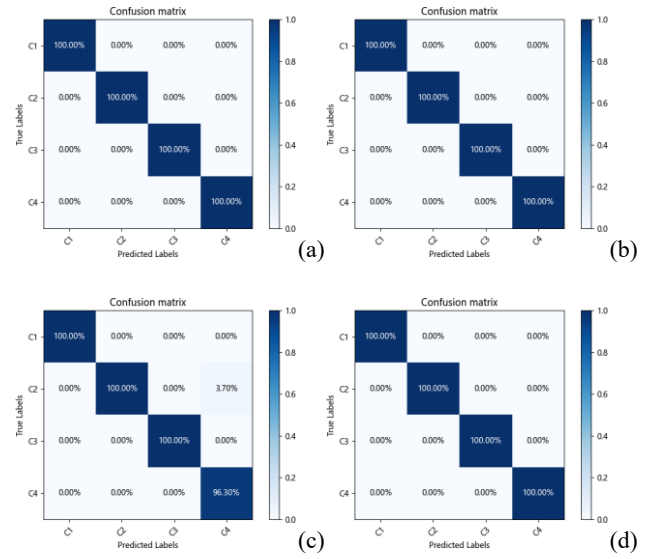 Confusion matrix
1.0
C1 100.00% 0.00% 0.00% 0.00%
0.8
C2 0.00% 100.00% 0.00% 0.00%
0.6
True Labels
0.4
C3 0.00% 0.00% 100.00% 0.00%
0.2
C4 0.00% 0.00% 0.00% 100.00%
0.0
C1 C2 C3 C4
Predicted Labels
(a)
Confusion matrix
1.0
C1 100.00% 0.00% 0.00% 0.00%
0.8
C2 0.00% 100.00% 0.00% 0.00%
0.6
True Labels
0.4
C3 0.00% 0.00% 100.00% 0.00%
0.2
C4 0.00% 0.00% 0.00% 100.00%
0.0
C1 C2 C3 C4
Predicted Labels
(b)
Confusion matrix
1.0
C1 100.00% 0.00% 0.00% 0.00%
0.8
C2 0.00% 100.00% 0.00% 3.70%
0.6
True Labels
0.4
C3 0.00% 0.00% 100.00% 0.00%
0.2
C4 0.00% 0.00% 0.00% 96.30%
0.0
C1 C2 C3 C4
Predicted Labels
(c)
Confusion matrix
1.0
C1 100.00% 0.00% 0.00% 0.00%
0.8
C2 0.00% 100.00% 0.00% 0.00%
0.6
True Labels
0.4
C3 0.00% 0.00% 100.00% 0.00%
0.2
C4 0.00% 0.00% 0.00% 100.00%
0.0
C1 C2 C3 C4
Predicted Labels
(d)